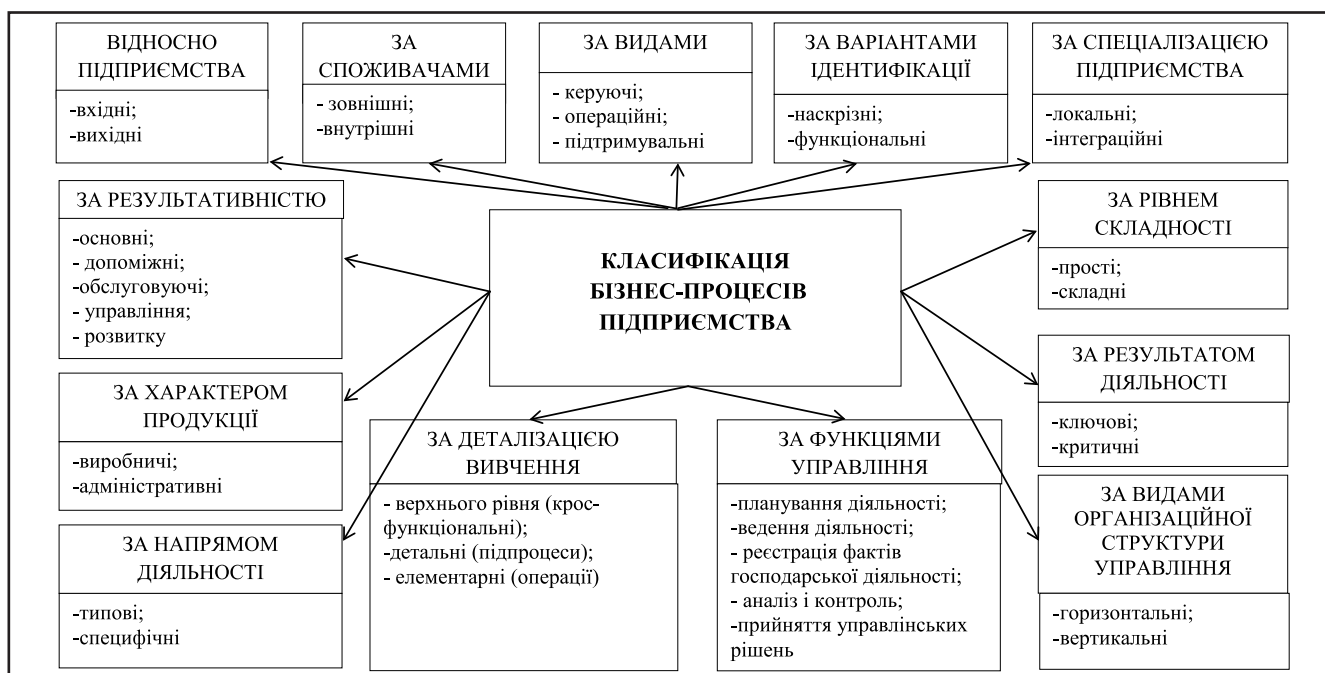 ВІДНОСНО
ПІДПРИЄМСТВА
-вхідні;
-вихідні
ЗА
СПОЖИВАЧАМИ
- зовнішні;
-внутрішні
ЗА ВИДАМИ
- керуючі;
- операційні;
- підтримувальні
ЗА ВАРІАНТАМИ
ІДЕНТИФІКАЦІЇ
-наскрізні;
-функціональні
ЗА СПЕЦІАЛІЗАЦІЄЮ
ПІДПРИЄМСТВА
-локальні;
-інтеграційні
ЗА РЕЗУЛЬТАТИВНІСТЮ
-основні;
- допоміжні;
-обслуговуючі;
- управління;
- розвитку
КЛАСИФІКАЦІЯ
БІЗНЕС-ПРОЦЕСІВ
ПІДПРИЄМСТВА
ЗА РІВНЕМ
СКЛАДНОСТІ
-прості;
-складні
ЗА ХАРАКТЕРОМ
ПРОДУКЦІЇ
-виробничі;
-адміністративні
ЗА РЕЗУЛЬТАТОМ
ДІЯЛЬНОСТІ
-ключові;
-критичні
ЗА НАПРЯМОМ
ДІЯЛЬНОСТІ
-типові;
-специфічні
ЗА ДЕТАЛІЗАЦІЄЮ
ВИВЧЕННЯ
- верхнього рівня (крос-
функціональні);
-детальні (підпроцеси);
- елементарні (операції)
ЗА ФУНКЦІЯМИ
УПРАВЛІННЯ
-планування діяльності;
-ведення діяльності;
- реєстрація фактів
господарської діяльності;
- аналіз і контроль;
-прийняття управлінських
рішень
ЗА ВИДАМИ
ОРГАНІЗАЦІЙНОЇ
СТРУКТУРИ
УПРАВЛІННЯ
-горизонтальні;
-вертикальні